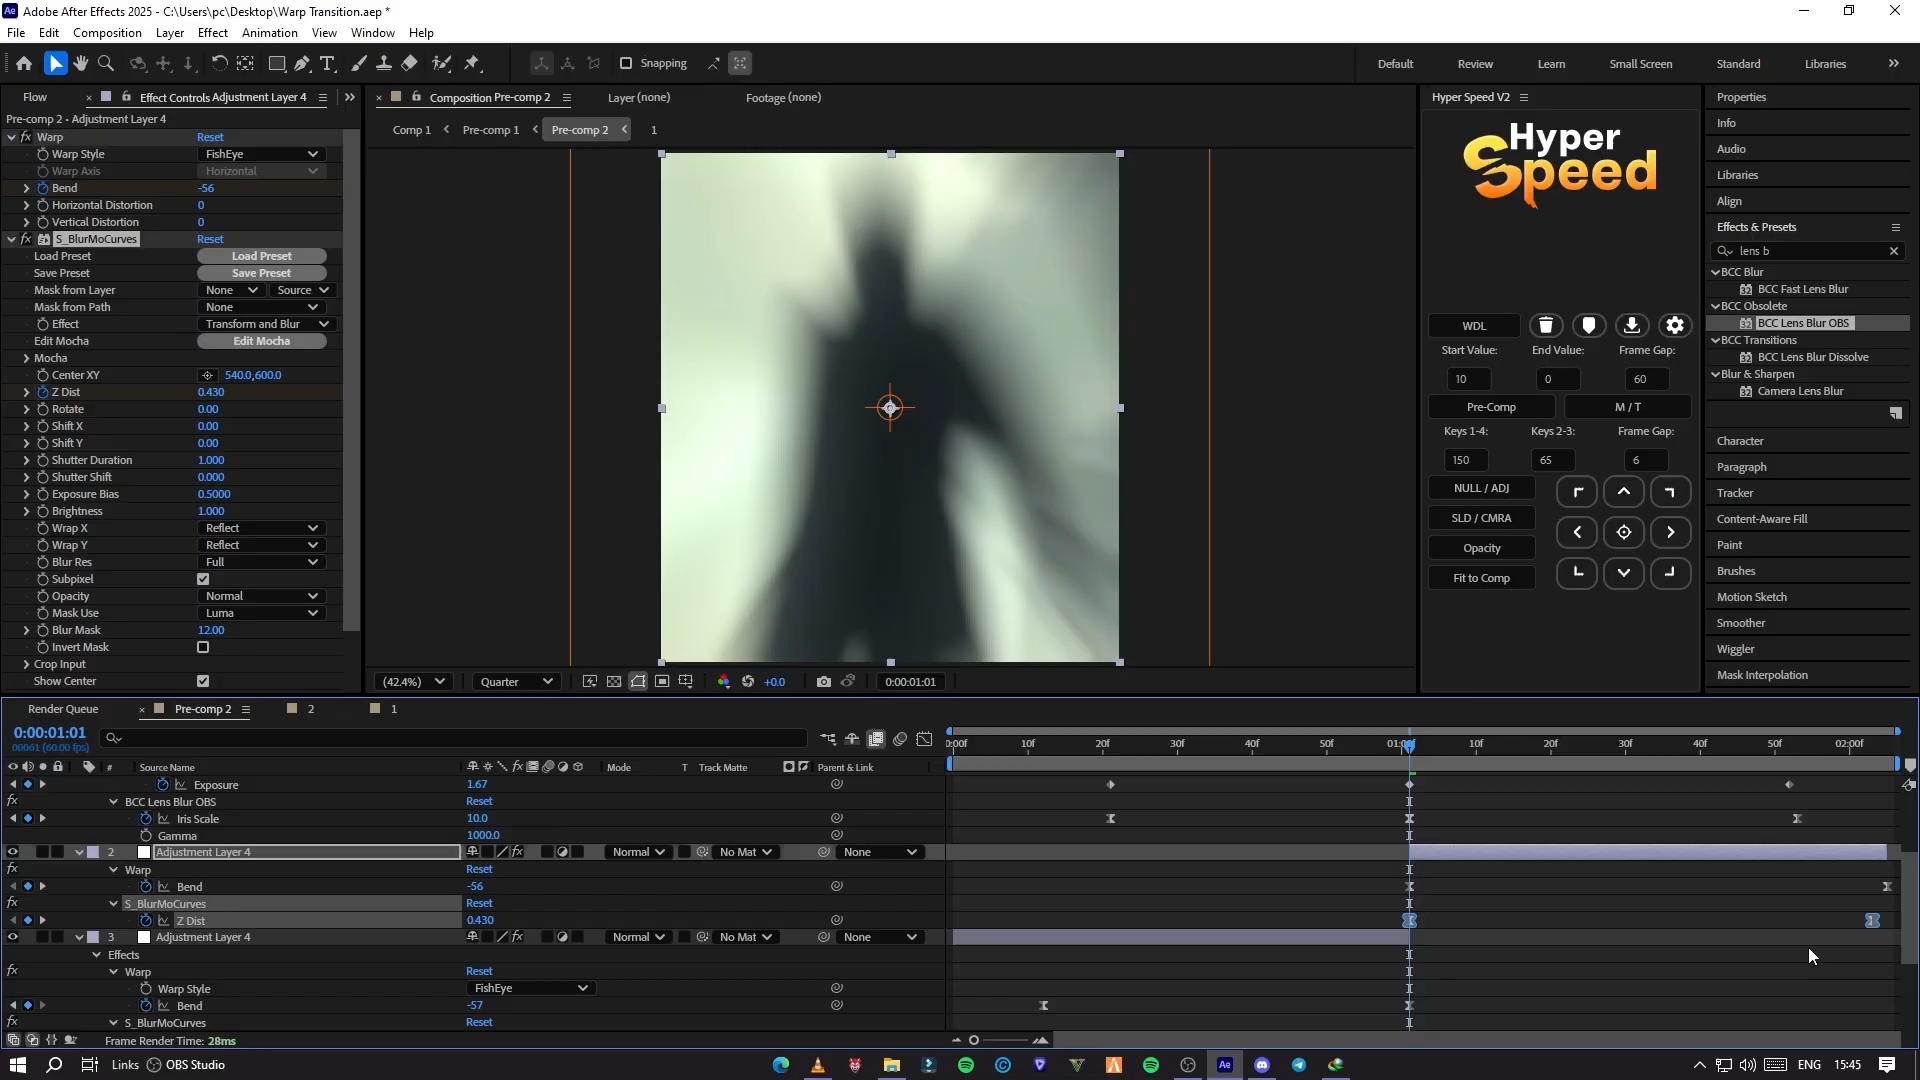 Adobe After Effects 2025 - C:\Users\pc\Desktop\Warp Transition.aep *
File Edit Composition Layer Effect Animation View Window Help
Snapping
Default Review Learn Small Screen Standard Libraries
Flow Effect Controls Adjustment Layer 4
Pre-comp 2 • Adjustment Layer 4
fx Warp Reset
Warp Style FishEye
Warp Axis Horizontal
Bend -56
Horizontal Distortion 0
Vertical Distortion 0
fx S_BlurMoCurves Reset
Load Preset Load Preset
Save Preset Save Preset
Mask from Layer None Source
Mask from Path None
Effect Transform and Blur
Edit Mocha Edit Mocha
Mocha
Center XY 540.0,600.0
Z Dist 0.430
Rotate 0.00
Shift X 0.00
Shift Y 0.00
Shutter Duration 1.000
Shutter Shift 0.000
Exposure Bias 0.5000
Brightness 1.000
Wrap X Reflect
Wrap Y Reflect
Blur Res Full
Subpixel
Opacity Normal
Mask Use Luma
Blur Mask 12.00
Invert Mask
Crop Input
Show Center
Composition Pre-comp 2 Layer (none) Footage (none)
Comp 1 Pre-comp 1 Pre-comp 2 1
(42.4%) Quarter +0.0 0:00:01:01
Hyper Speed V2
Hyper
Speed
WDL
Start Value: End Value: Frame Gap:
10 0 60
Pre-Comp M / T
Keys 1-4: Keys 2-3: Frame Gap:
150 65 6
NULL / ADJ
SLD / CMRA
Opacity
Fit to Comp
Properties
Info
Audio
Libraries
Align
Effects & Presets
lens b
BCC Blur
BCC Fast Lens Blur
BCC Obsolete
BCC Lens Blur OBS
BCC Transitions
BCC Lens Blur Dissolve
Blur & Sharpen
Camera Lens Blur
Character
Paragraph
Tracker
Content-Aware Fill
Paint
Brushes
Motion Sketch
Smoother
Wiggler
Mask Interpolation
Render Queue Pre-comp 2 2 1
0:00:01:01
00061 (60.00 fps)
:00f 10f 20f 30f 40f 50f 01:00f 10f 20f 30f 40f 50f 02:00f
# Source Name fx Mode T Track Matte Parent & Link
Exposure 1.67
fx BCC Lens Blur OBS Reset
Iris Scale 10.0
Gamma 1000.0
2 Adjustment Layer 4 fx Normal No Mat None
Warp Reset
Bend -56
fx S_BlurMoCurves Reset
Z Dist 0.430
3 Adjustment Layer 4 fx Normal No Mat None
Effects
fx Warp Reset
Warp Style FishEye
Bend -57
fx S_BlurMoCurves Reset
Frame Render Time: 28ms
Links OBS Studio Ae ENG 15:45